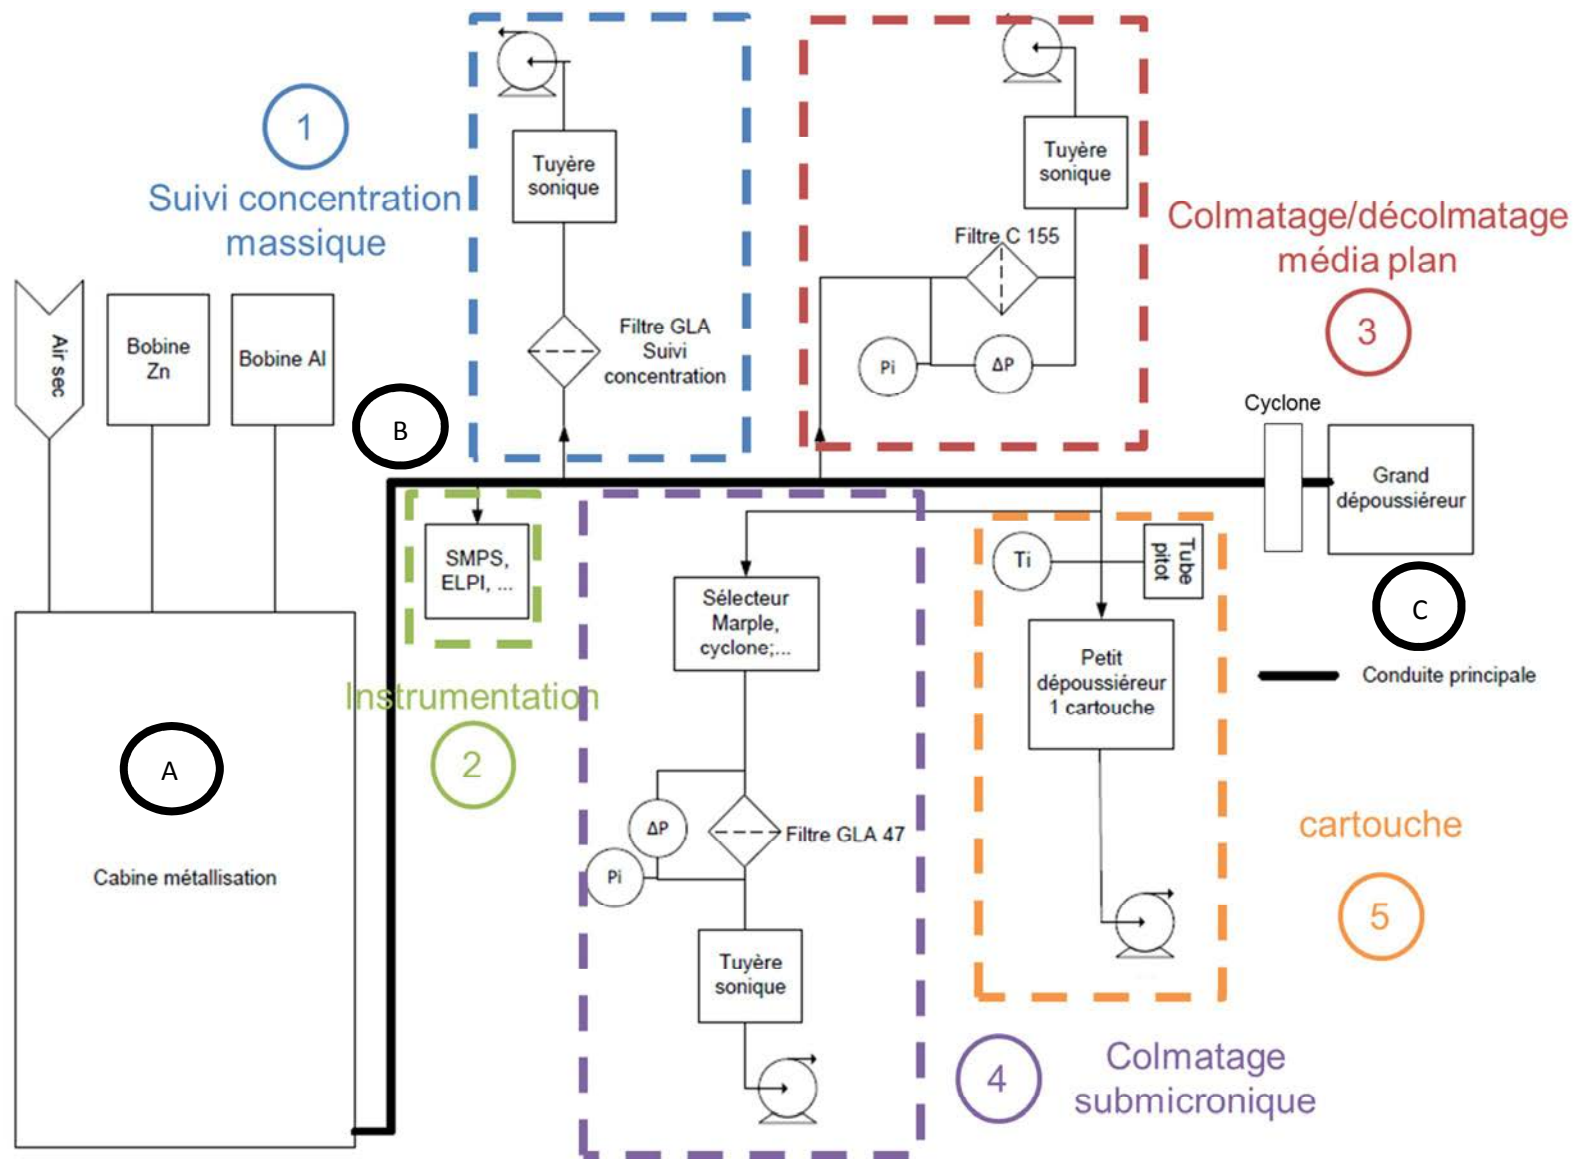 1
Suivi concentration
massique
Tuyère
sonique
Filtre GLA
Suivi
concentration
Tuyère
sonique
Filtre C 155
Pi
ΔP
Colmatage/décolmatage
média plan
3
Air sec
Bobine
Zn
Bobine Al
B
Cyclone
Grand
dépoussiéreur
C
Conduite principale
SMPS,
ELPI, ...
Instrumentation
2
A
Cabine métallisation
Sélecteur
Marple,
cyclone;...
ΔP
Filtre GLA 47
Pi
Tuyère
sonique
4
Colmatage
submicronique
Ti
Tube
pitot
Petit
dépoussiéreur
1 cartouche
cartouche
5